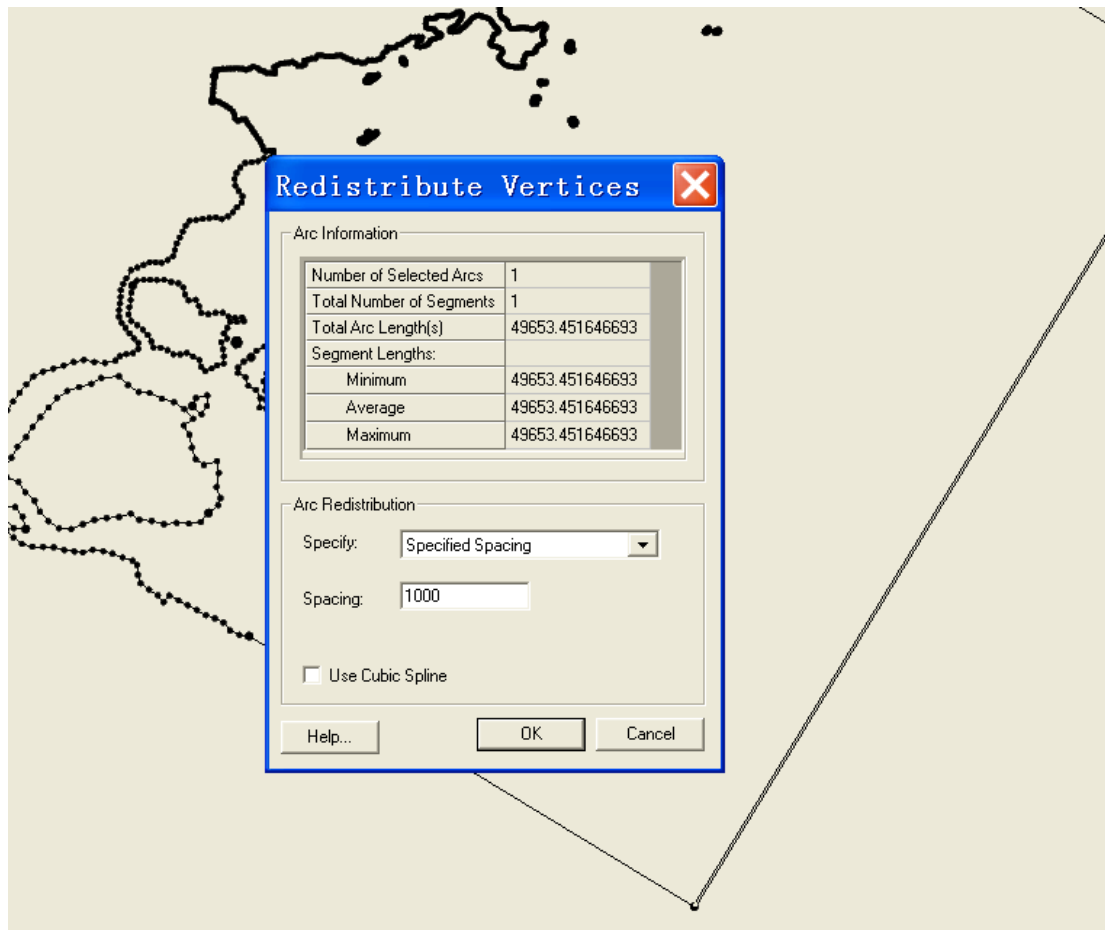 Redistribute Vertices
Arc Information
Number of Selected Arcs 1
Total Number of Segments 1
Total Arc Length(s) 49653.451646693
Segment Lengths:
Minimum 49653.451646693
Average 49653.451646693
Maximum 49653.451646693
Arc Redistribution
Specify: Specified Spacing
Spacing: 1000
Use Cubic Spline
Help... OK Cancel